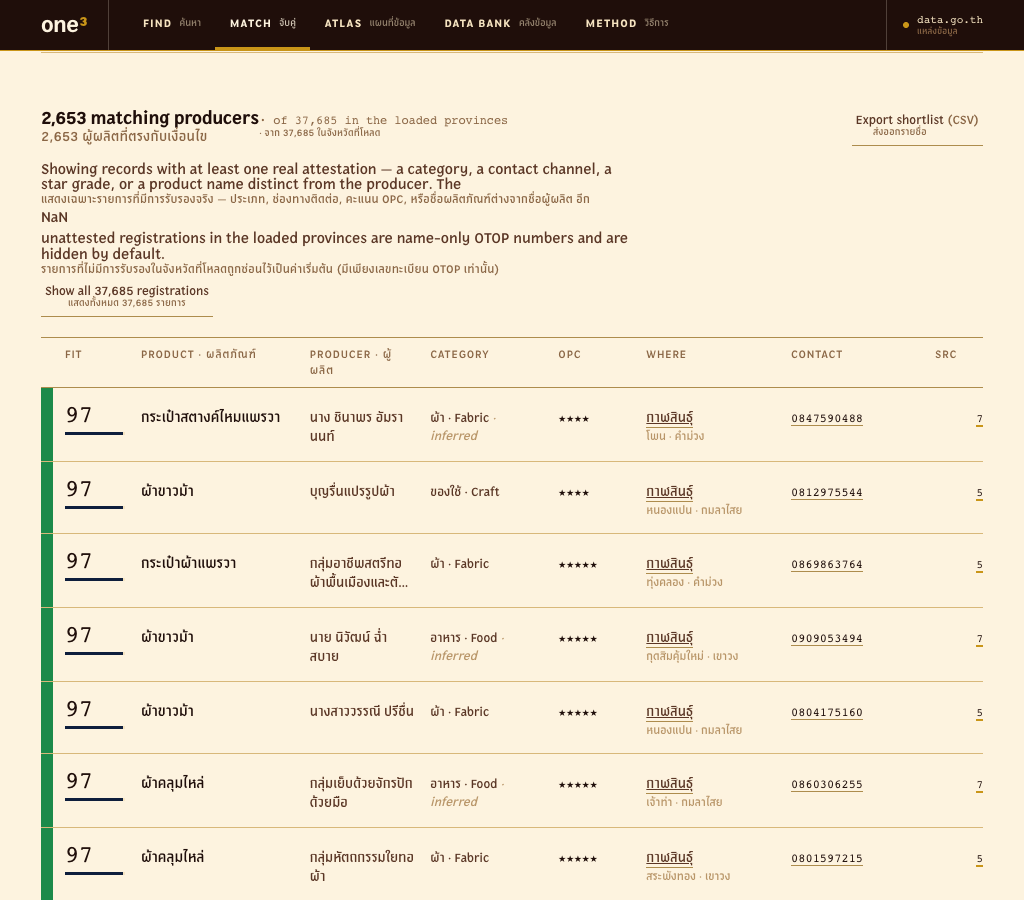 one³
FIND ค้นหา MATCH จับคู่ ATLAS แผนที่ข้อมูล DATA BANK คลังข้อมูล METHOD วิธีการ
data.go.th
แหล่งข้อมูล
2,653 matching producers · of 37,685 in the loaded provinces
2,653 ผู้ผลิตที่ตรงกับเงื่อนไข · จาก 37,685 ในจังหวัดที่โหลด
Export shortlist (CSV)
ส่งออกรายชื่อ
Showing records with at least one real attestation — a category, a contact channel, a
star grade, or a product name distinct from the producer. The
แสดงเฉพาะรายการที่มีการรับรองจริง — ประเภท, ช่องทางติดต่อ, คะแนน OPC, หรือชื่อผลิตภัณฑ์ต่างจากชื่อผู้ผลิต อีก
NaN
unattested registrations in the loaded provinces are name-only OTOP numbers and are
hidden by default.
รายการที่ไม่มีการรับรองในจังหวัดที่โหลดถูกซ่อนไว้เป็นค่าเริ่มต้น (มีเพียงเลขทะเบียน OTOP เท่านั้น)
Show all 37,685 registrations
แสดงทั้งหมด 37,685 รายการ
FIT PRODUCT · ผลิตภัณฑ์ PRODUCER · ผู้ CATEGORY OPC WHERE CONTACT SRC
ผลิต
97 กระเป๋าสตางค์ไหมแพรวา นาง ชินาพร อัมรา ผ้า · Fabric · ★★★★ กาฬสินธุ์ 0847590488 7
นนท์ inferred โพน · คำม่วง
97 ผ้าขาวม้า บุญรื่นแปรรูปผ้า ของใช้ · Craft ★★★★ กาฬสินธุ์ 0812975544 5
หนองแปน · กมลาไสย
97 กระเป๋าผ้าแพรวา กลุ่มอาชีพสตรีทอ ผ้า · Fabric ★★★★★ กาฬสินธุ์ 0869863764 5
ผ้าพื้นเมืองและตั... ทุ่งคลอง · คำม่วง
97 ผ้าขาวม้า นาย นิวัฒน์ ฉ่ำ อาหาร · Food · ★★★★★ กาฬสินธุ์ 0909053494 7
สบาย inferred กุดสิมคุ้มใหม่ · เขาวง
97 ผ้าขาวม้า นางสาววรรณี ปรีชื่น ผ้า · Fabric ★★★★★ กาฬสินธุ์ 0804175160 5
หนองแปน · กมลาไสย
97 ผ้าคลุมไหล่ กลุ่มเย็บด้วยจักรปัก อาหาร · Food · ★★★★★ กาฬสินธุ์ 0860306255 7
ด้วยมือ inferred เจ้าท่า · กมลาไสย
97 ผ้าคลุมไหล่ กลุ่มหัตถกรรมใยทอ ผ้า · Fabric ★★★★★ กาฬสินธุ์ 0801597215 5
ผ้า สระพังทอง · เขาวง